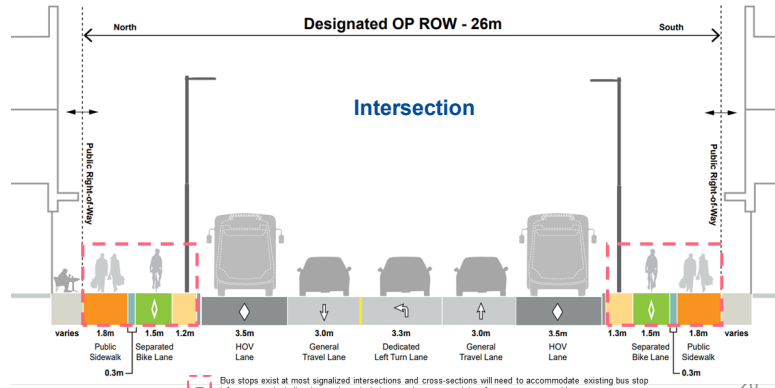 Designated OP ROW - 26m
North
South
Intersection
Public Right-of-Way
Public Right-of-Way
varies
1.8m
1.5m
1.2m
3.5m
3.0m
3.3m
3.0m
3.5m
1.3m
1.5m
1.8m
varies
Public
Sidewalk
Separated
Bike Lane
HOV
Lane
General
Travel Lane
Dedicated
Left Turn Lane
General
Travel Lane
HOV
Lane
Separated
Bike Lane
Public
Sidewalk
0.3m
0.3m
Bus stops exist at most signalized intersections and cross-sections will need to accommodate existing bus stop